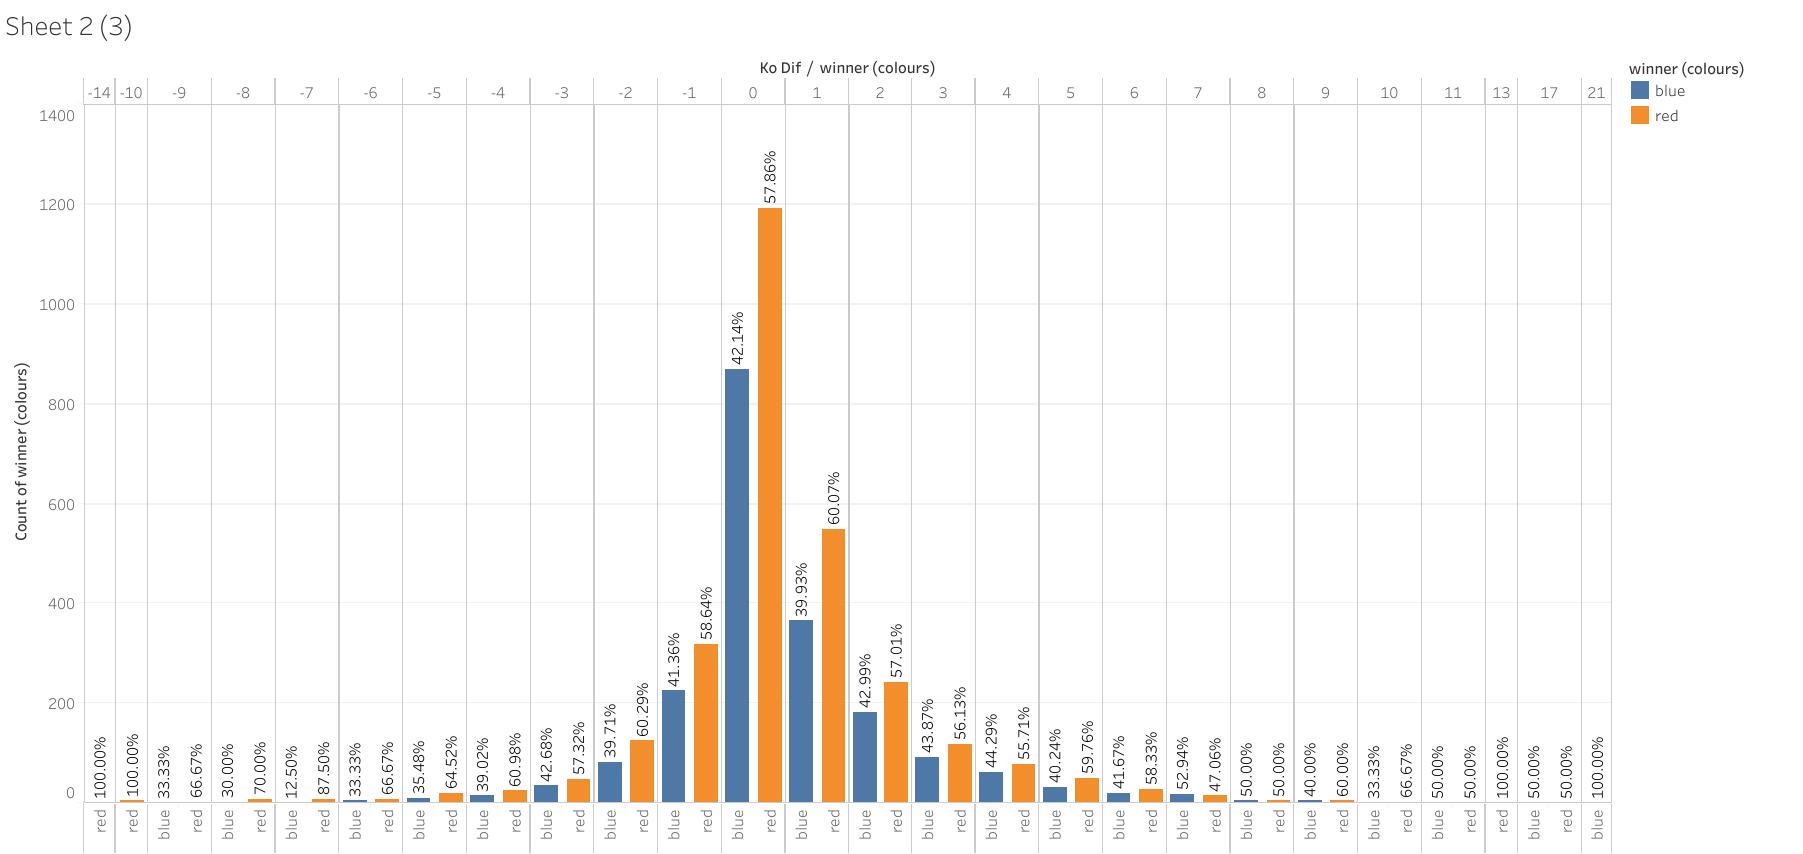 Sheet 2 (3)
Ko Dif / winner (colours)
winner (colours)
blue
red
-14 -10 -9 -8 -7 -6 -5 -4 -3 -2 -1 0 1 2 3 4 5 6 7 8 9 10 11 13 17 21
Count of winner (colours)
1400
1200
1000
800
600
400
200
0
100.00% 100.00% 33.33% 66.67% 30.00% 70.00% 12.50% 87.50% 33.33% 66.67% 35.48% 64.52% 39.02% 60.98% 42.68% 57.32% 39.71% 60.29% 41.36% 58.64% 42.14% 57.86% 39.93% 60.07% 42.99% 57.01% 43.87% 56.13% 44.29% 55.71% 40.24% 59.76% 41.67% 58.33% 52.94% 47.06% 50.00% 50.00% 40.00% 60.00% 33.33% 66.67% 50.00% 50.00% 100.00% 50.00% 50.00% 100.00%
red red blue red blue red blue red blue red blue red blue red blue red blue red blue red blue red blue red blue red blue red blue red blue red blue red blue red blue red blue red blue red blue red red blue red blue